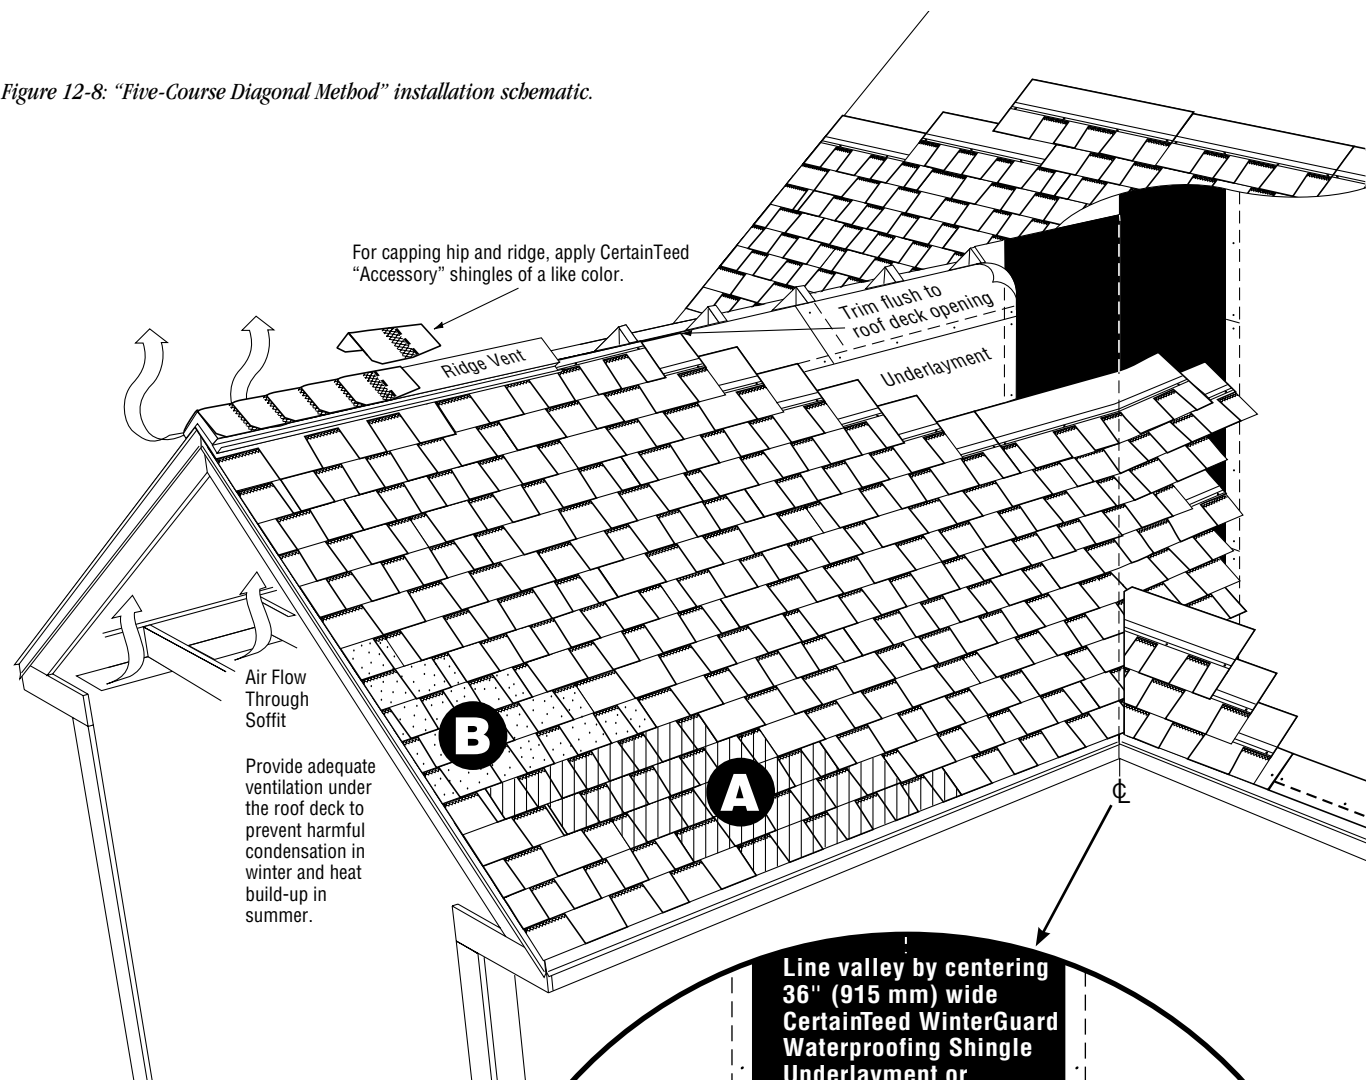 Figure 12-8: “Five-Course Diagonal Method” installation schematic.
For capping hip and ridge, apply CertainTeed
“Accessory” shingles of a like color.
Trim flush to
roof deck opening
Ridge Vent
Underlayment
Air Flow
Through
Soffit
B
A
Provide adequate
ventilation under
the roof deck to
prevent harmful
condensation in
winter and heat
build-up in
summer.
℄
Line valley by centering
36" (915 mm) wide
CertainTeed WinterGuard
Waterproofing Shingle
Underlayment or